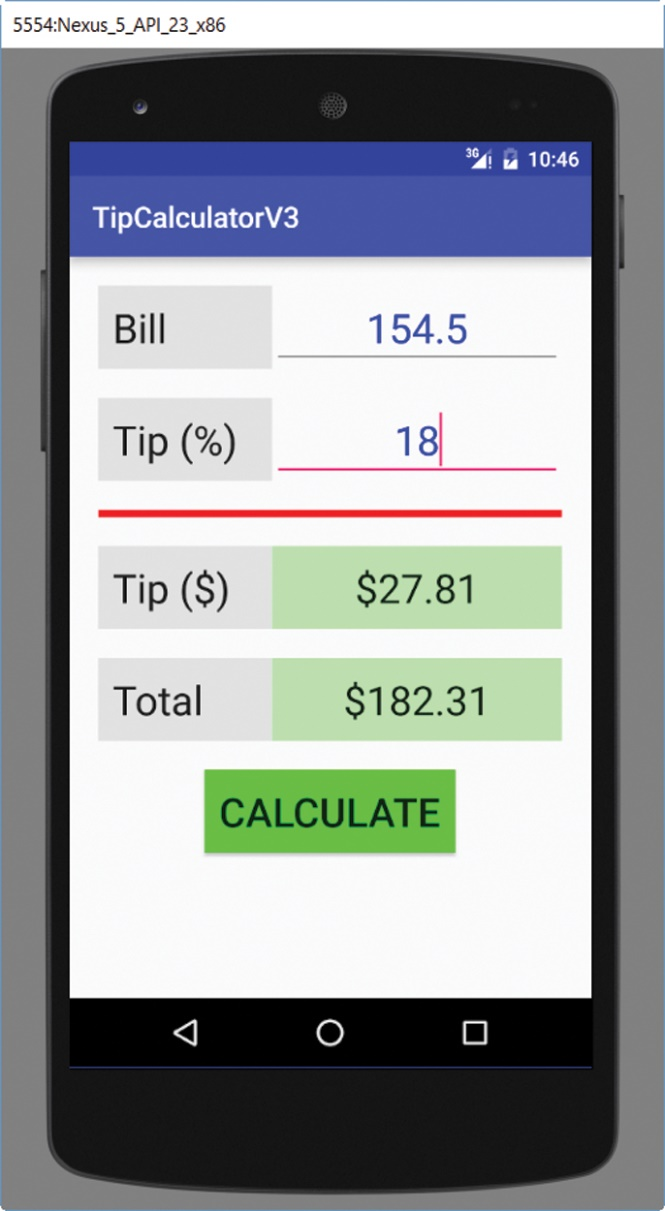 5554:Nexus_5_API_23_x86
3G 10:46
TipCalculatorV3
Bill 154.5
Tip (%) 18
Tip ($) $27.81
Total $182.31
CALCULATE